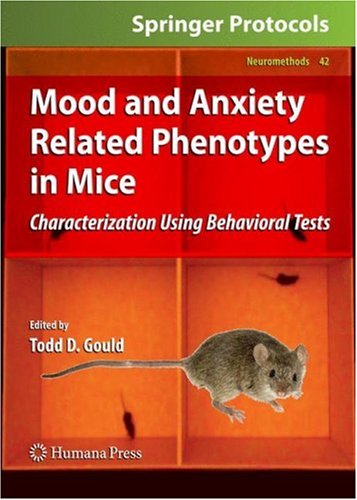 Springer Protocols
Neuromethods 42
Mood and Anxiety
Related Phenotypes
in Mice
Characterization Using Behavioral Tests
Edited by
Todd D. Gould
Humana Press